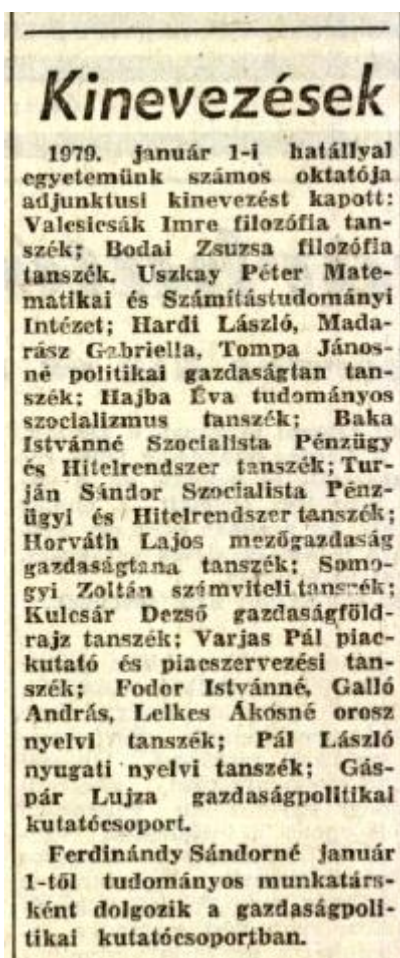 Kinevezések
1979. január 1-i hatállyal
egyetemünk számos oktatója
adjunktusi kinevezést kapott:
Valcsicsák Imre filozófia tan-
szék; Bodai Zsuzsa filozófia
tanszék. Uszkay Péter Mate-
matikai és Számítástudományi
Intézet; Hardi László, Mada-
rász Gabriella, Tompa János-
né politikai gazdaságtan tan-
szék; Hajba Éva tudományos
szocializmus tanszék; Baka
Istvánné Szocialista Pénzügy
és Hitelrendszer tanszék; Tur-
ján Sándor Szocialista Pénz-
ügyi és Hitelrendszer tanszék;
Horváth Lajos mezőgazdaság
gazdaságtana tanszék; Somo-
gyi Zoltán számviteli tanszék;
Kulcsár Dezső gazdaságföld-
rajz tanszék; Varjas Pál piac-
kutató és piacszervezési tan-
szék; Fodor Istvánné, Galló
András, Lelkes Ákosné orosz
nyelvi tanszék; Pál László
nyugati nyelvi tanszék; Gás-
pár Lujza gazdaságpolitikai
kutatócsoport.
Ferdinándy Sándorné január
1-től tudományos munkatárs-
ként dolgozik a gazdaságpoli-
tikai kutatócsoportban.